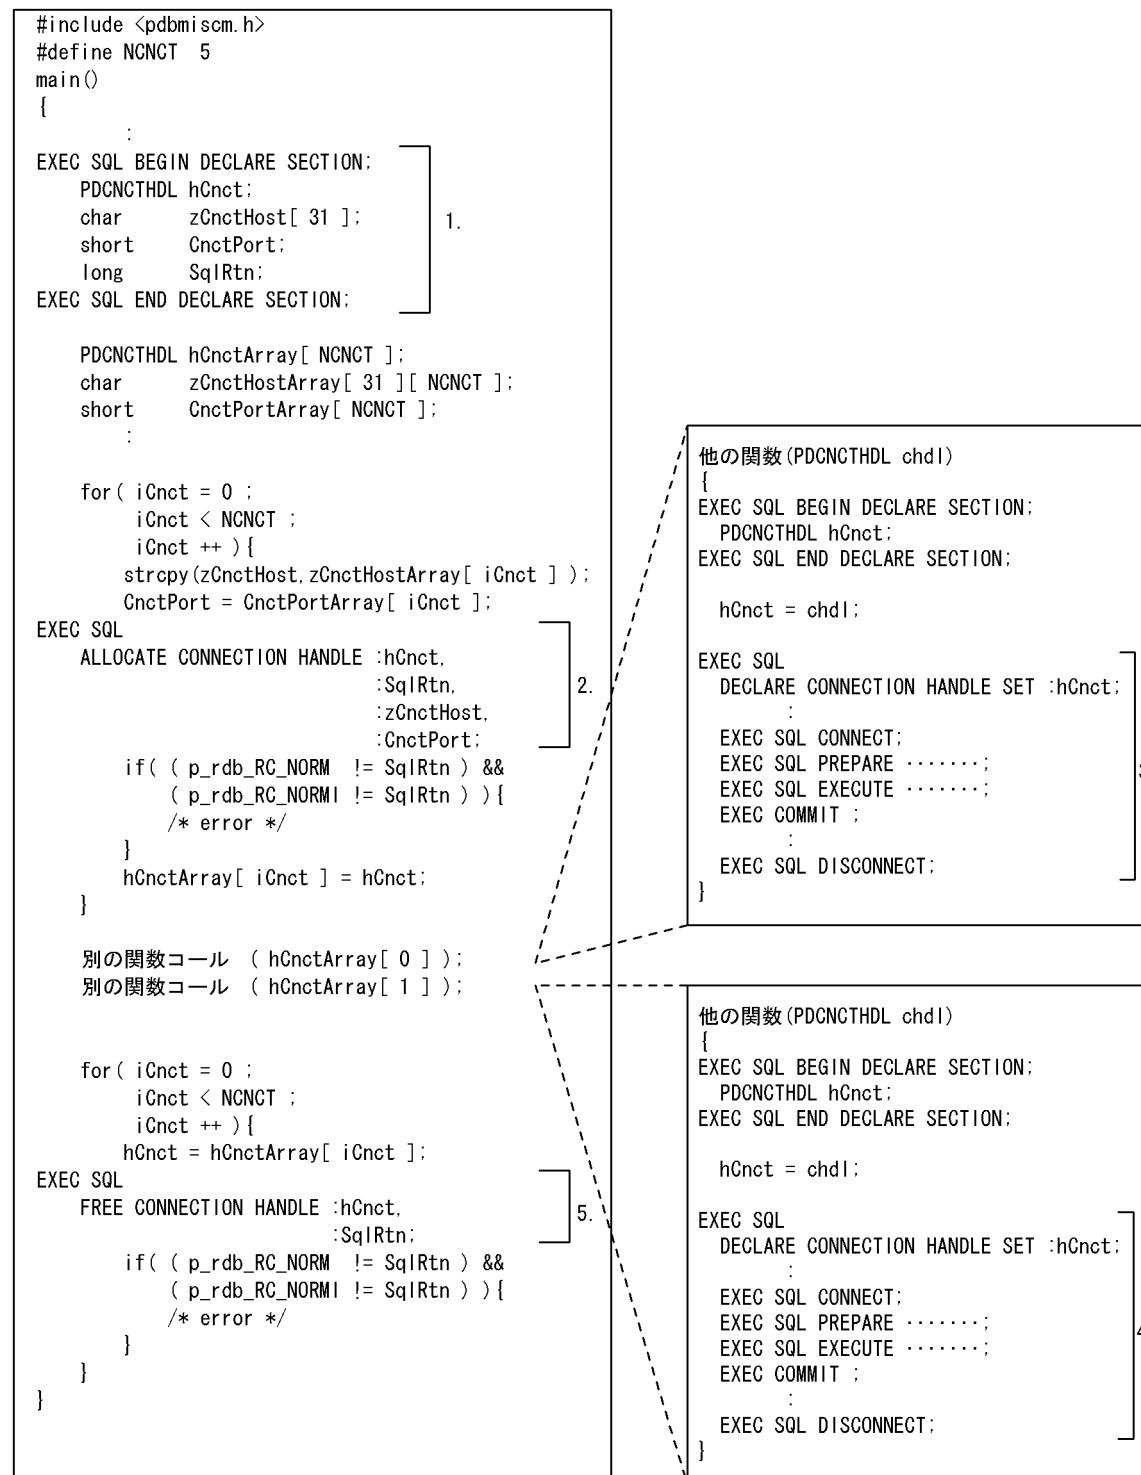 #include <pdbmiscm.h>
#define NCNCT  5
main()
{
:
EXEC SQL BEGIN DECLARE SECTION;
PDCNCTHDL hCnct;
char      zCnctHost[ 31 ];
short     CnctPort;
long      SqlRtn;
EXEC SQL END DECLARE SECTION;
1.
PDCNCTHDL hCnctArray[ NCNCT ];
char      zCnctHostArray[ 31 ][ NCNCT ];
short     CnctPortArray[ NCNCT ];
:
for( iCnct = 0 ;
iCnct < NCNCT ;
iCnct ++ ){
strcpy(zCnctHost,zCnctHostArray[ iCnct ] );
CnctPort = CnctPortArray[ iCnct ];
EXEC SQL
ALLOCATE CONNECTION HANDLE :hCnct,
:SqlRtn,
:zCnctHost,
:CnctPort;
2.
if( ( p_rdb_RC_NORM  != SqlRtn ) &&
( p_rdb_RC_NORMI != SqlRtn ) ){
/* error */
}
hCnctArray[ iCnct ] = hCnct;
}
別の関数コール  ( hCnctArray[ 0 ] );
別の関数コール  ( hCnctArray[ 1 ] );
for( iCnct = 0 ;
iCnct < NCNCT ;
iCnct ++ ){
hCnct = hCnctArray[ iCnct ];
EXEC SQL
FREE CONNECTION HANDLE :hCnct,
:SqlRtn;
5.
if( ( p_rdb_RC_NORM  != SqlRtn ) &&
( p_rdb_RC_NORMI != SqlRtn ) ){
/* error */
}
}
}
他の関数(PDCNCTHDL chdl)
{
EXEC SQL BEGIN DECLARE SECTION;
PDCNCTHDL hCnct;
EXEC SQL END DECLARE SECTION;
hCnct = chdl;
EXEC SQL
DECLARE CONNECTION HANDLE SET :hCnct;
:
EXEC SQL CONNECT;
EXEC SQL PREPARE ·······;
EXEC SQL EXECUTE ·······;
EXEC COMMIT ;
:
EXEC SQL DISCONNECT;
}
他の関数(PDCNCTHDL chdl)
{
EXEC SQL BEGIN DECLARE SECTION;
PDCNCTHDL hCnct;
EXEC SQL END DECLARE SECTION;
hCnct = chdl;
EXEC SQL
DECLARE CONNECTION HANDLE SET :hCnct;
:
EXEC SQL CONNECT;
EXEC SQL PREPARE ·······;
EXEC SQL EXECUTE ·······;
EXEC COMMIT ;
:
EXEC SQL DISCONNECT;
}